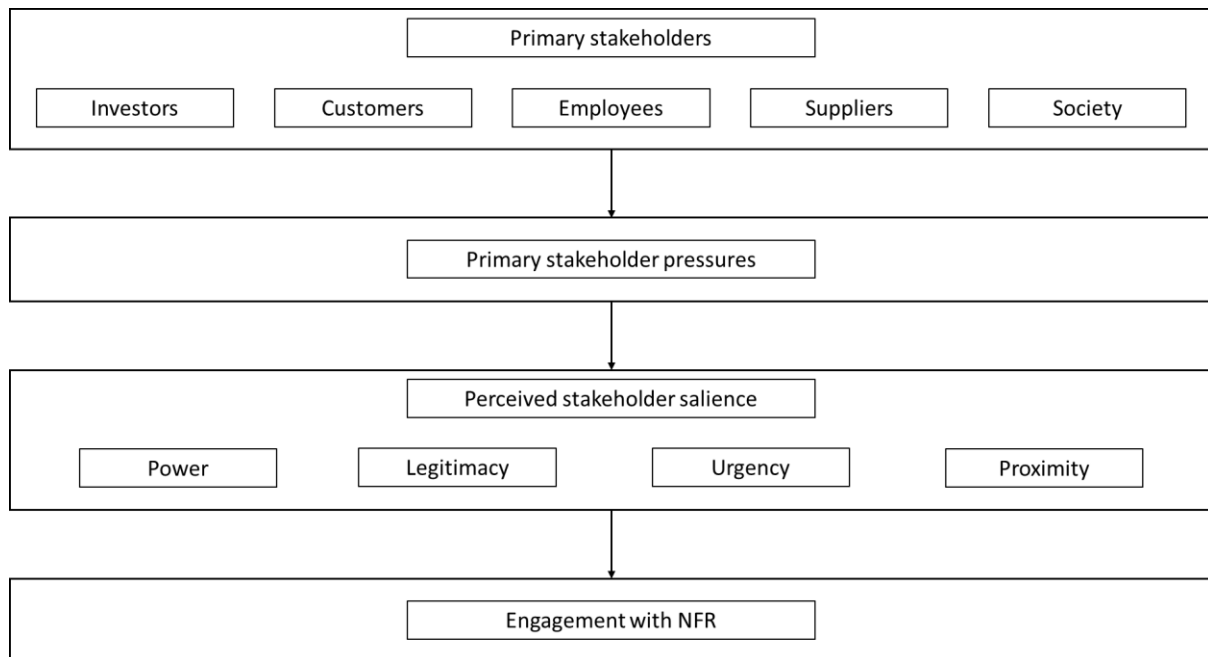 Primary stakeholders
Investors
Customers
Employees
Suppliers
Society
Primary stakeholder pressures
Perceived stakeholder salience
Power
Legitimacy
Urgency
Proximity
Engagement with NFR